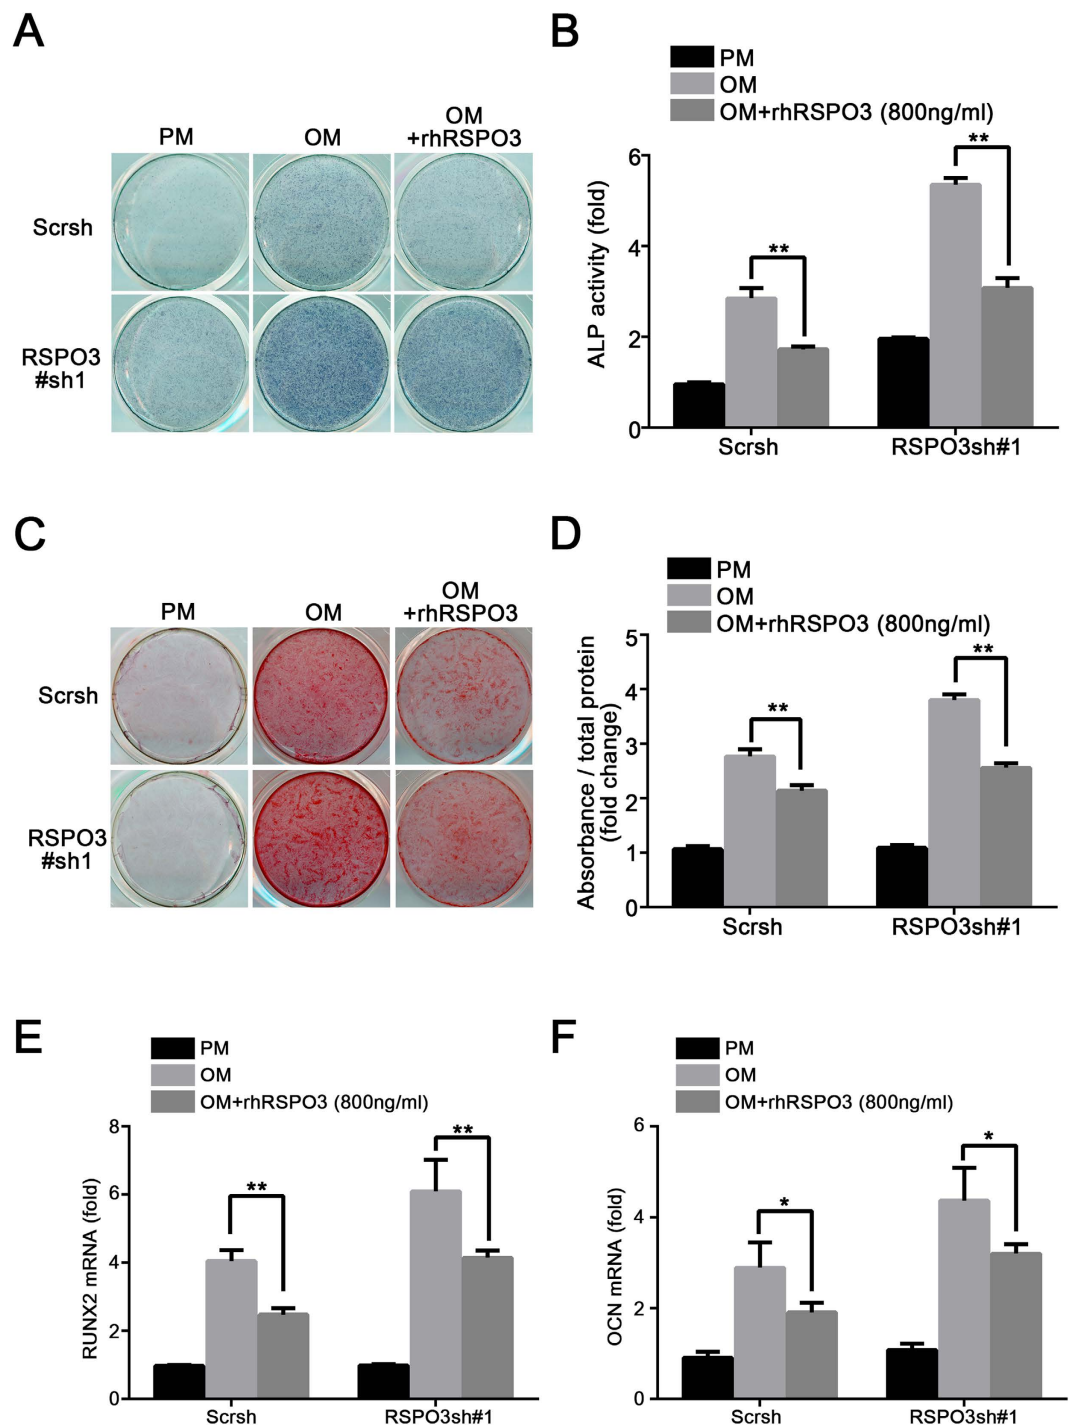 A
PM
OM
OM
+rhRSPO3
Scrsh
RSPO3
#sh1
B
PM
OM
OM+rhRSPO3 (800ng/ml)
ALP activity (fold)
6
4
2
0
**
**
Scrsh
RSPO3sh#1
C
PM
OM
OM
+rhRSPO3
Scrsh
RSPO3
#sh1
D
PM
OM
OM+rhRSPO3 (800ng/ml)
Absorbance / total protein
(fold change)
5
4
3
2
1
0
**
**
Scrsh
RSPO3sh#1
E
PM
OM
OM+rhRSPO3 (800ng/ml)
RUNX2 mRNA (fold)
8
6
4
2
0
**
**
Scrsh
RSPO3sh#1
F
PM
OM
OM+rhRSPO3 (800ng/ml)
OCN mRNA (fold)
6
4
2
0
*
*
Scrsh
RSPO3sh#1